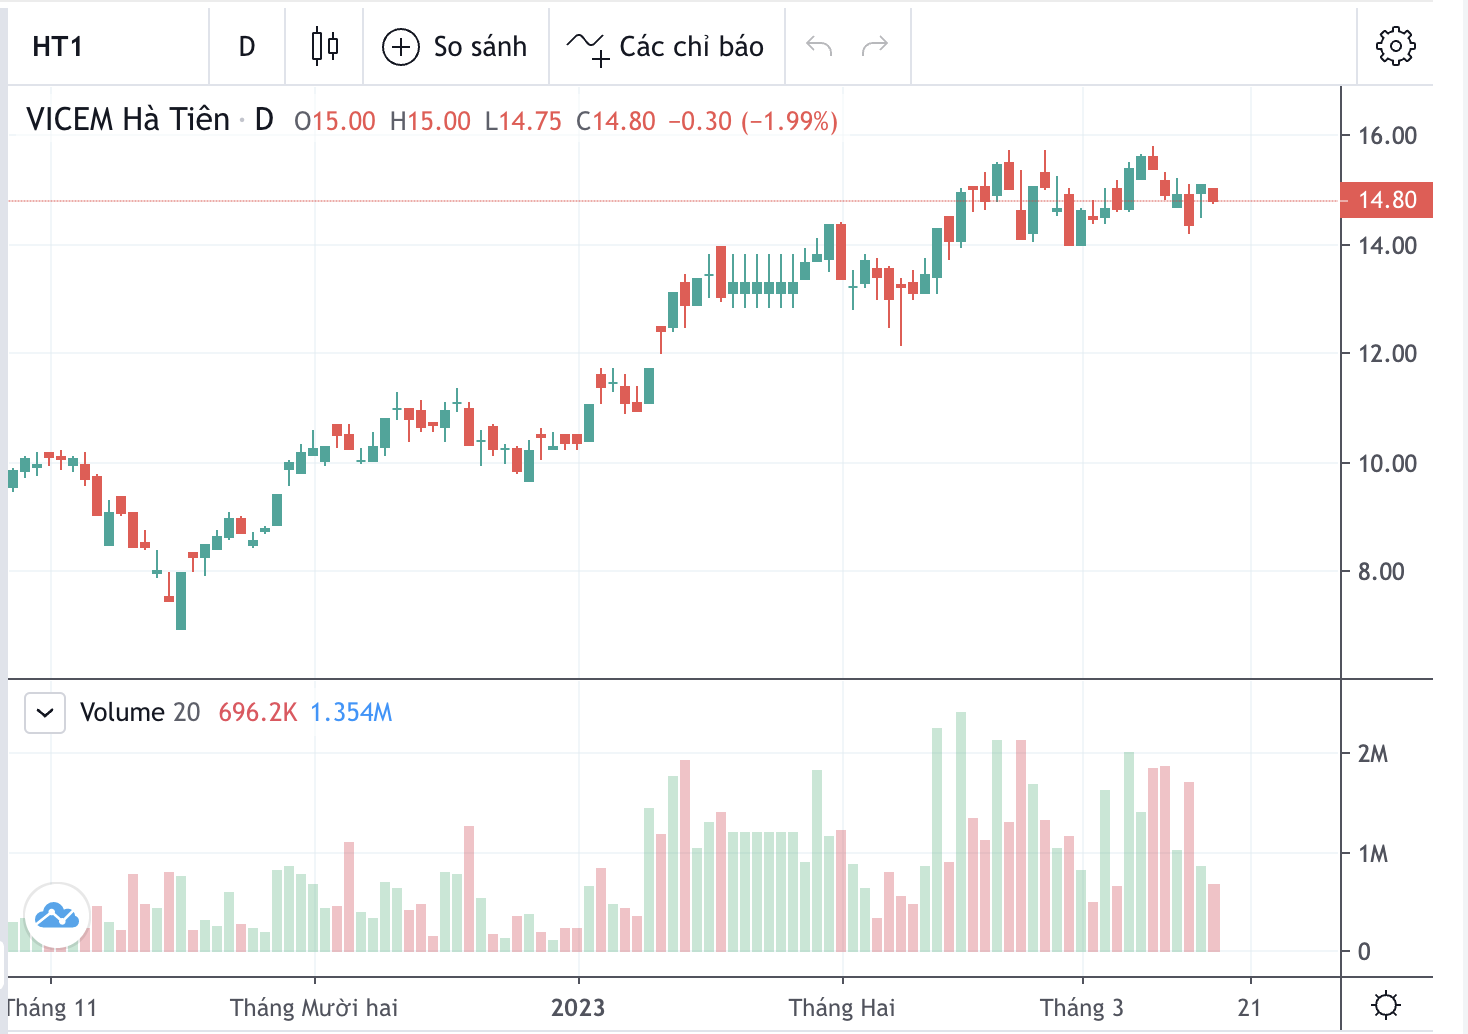 HT1 D So sánh Các chỉ báo
VICEM Hà Tiên · D O15.00 H15.00 L14.75 C14.80 −0.30 (−1.99%)
16.00
14.80
14.00
12.00
10.00
8.00
Volume 20 696.2K 1.354M
2M
1M
0
Tháng 11 Tháng Mười hai 2023 Tháng Hai Tháng 3 21